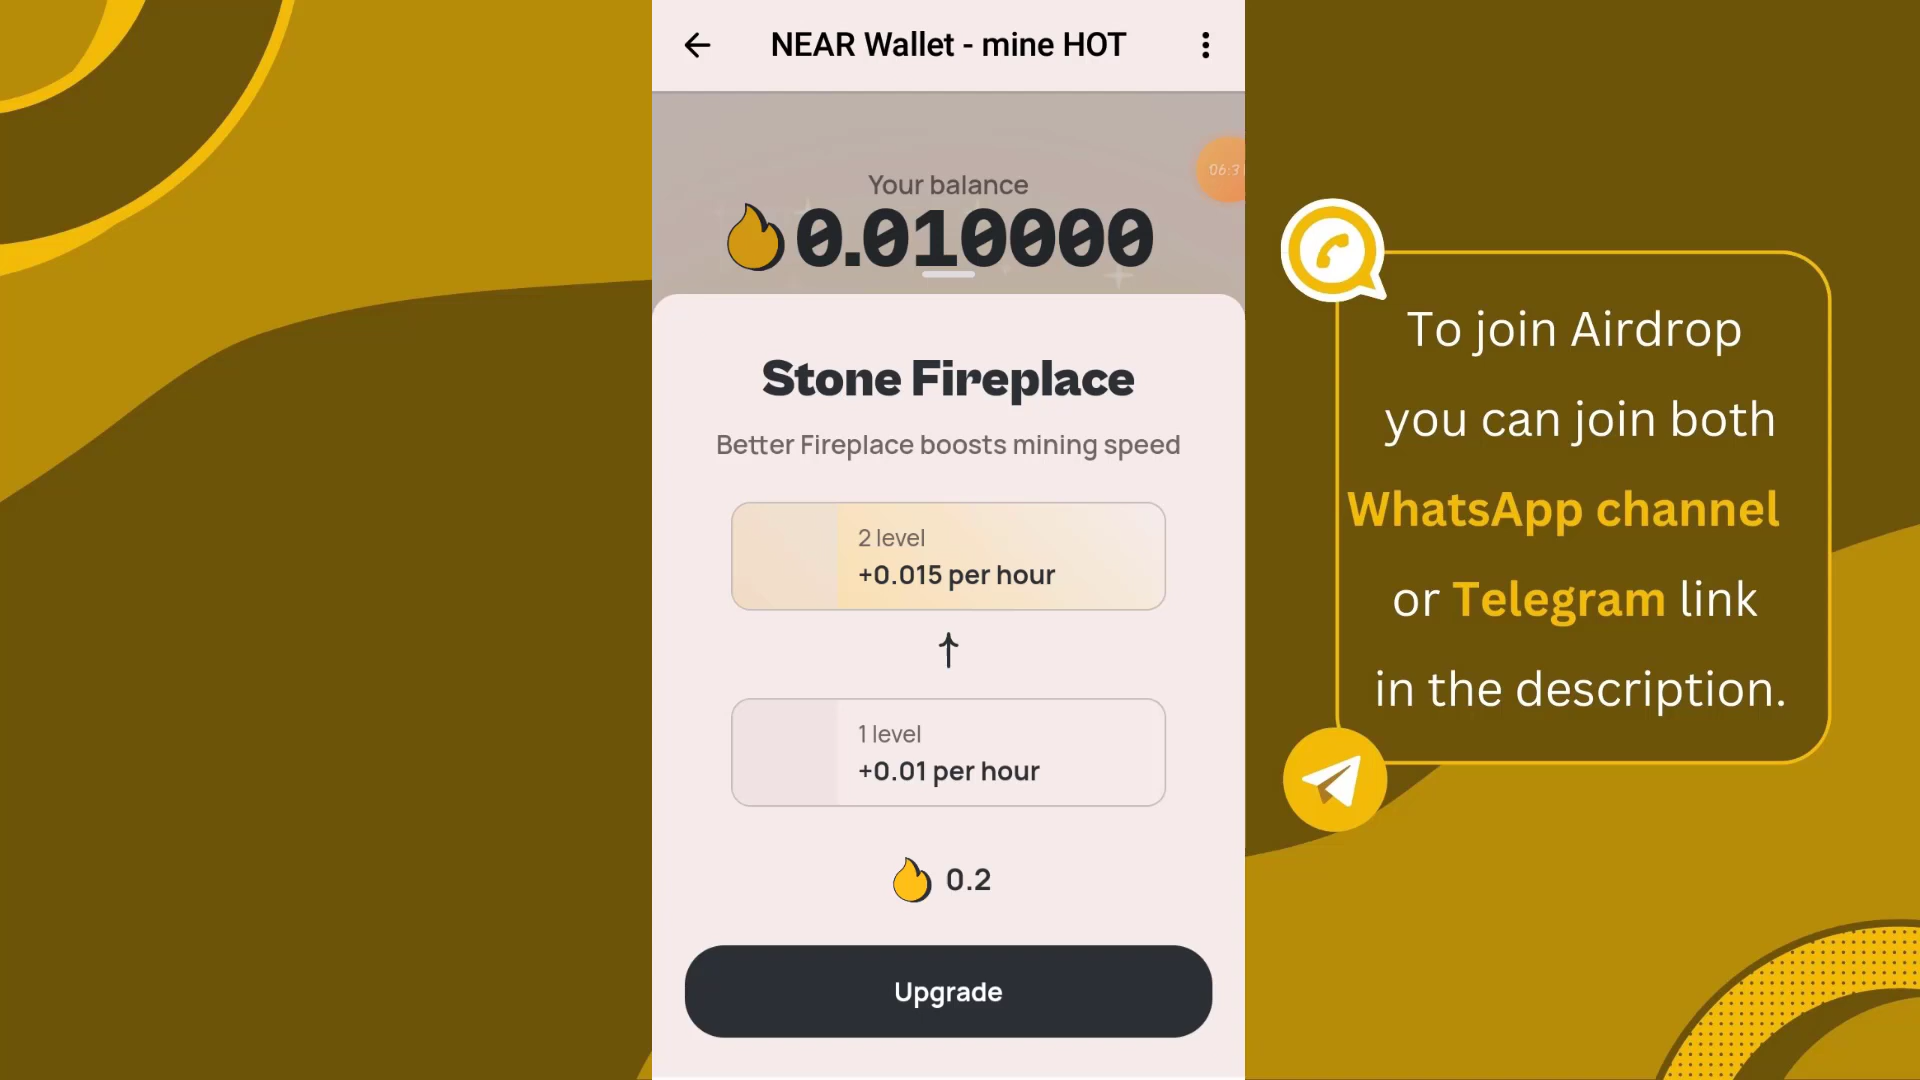 NEAR Wallet - mine HOT
Your balance
0.010000
06:3
Stone Fireplace
Better Fireplace boosts mining speed
2 level
+0.015 per hour
1 level
+0.01 per hour
0.2
Upgrade
To join Airdrop
you can join both
WhatsApp channel
or Telegram link
in the description.